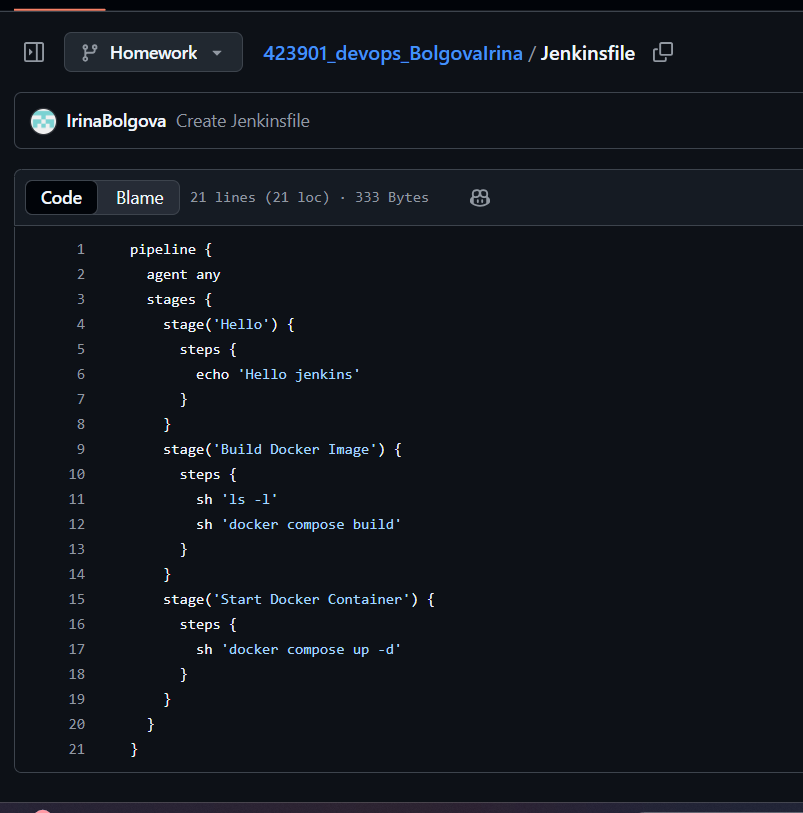 Homework 423901_devops_BolgovaIrina / Jenkinsfile
IrinaBolgova Create Jenkinsfile
Code Blame 21 lines (21 loc) · 333 Bytes
1 pipeline {
2   agent any
3   stages {
4     stage('Hello') {
5       steps {
6         echo 'Hello jenkins'
7       }
8     }
9     stage('Build Docker Image') {
10       steps {
11         sh 'ls -l'
12         sh 'docker compose build'
13       }
14     }
15     stage('Start Docker Container') {
16       steps {
17         sh 'docker compose up -d'
18       }
19     }
20   }
21 }